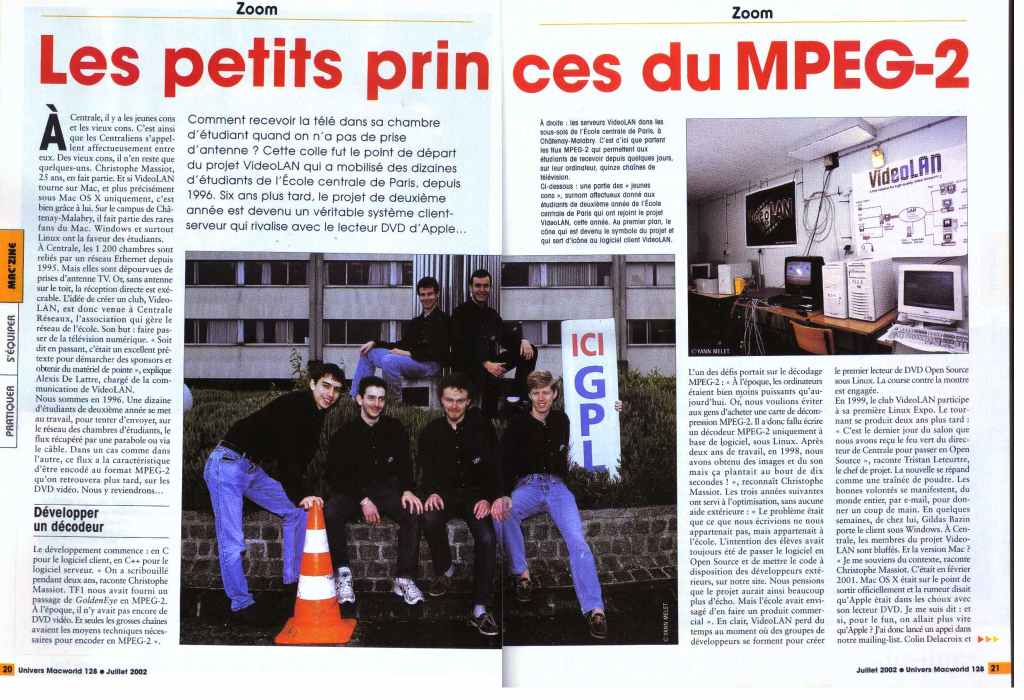 Zoom
Les petits prin
À Centrale, il y a les jeunes cons
et les vieux cons. C'est ainsi
que les Centraliens s'appel-
lent affectueusement entre
eux. Des vieux cons, il n'en reste que
quelques-uns. Christophe Massiot,
25 ans, en fait partie. Et si VideoLAN
tourne sur Mac, et plus précisément
sous Mac OS X uniquement, c'est
bien grâce à lui. Sur le campus de Châ-
tenay-Malabry, il fait partie des rares
fans du Mac. Windows et surtout
Linux ont la faveur des étudiants.
À Centrale, les 1 200 chambres sont
reliés par un réseau Ethernet depuis
1995. Mais elles sont dépourvues de
prises d'antenne TV. Or, sans antenne
sur le toit, la réception directe est exé-
crable. L'idée de créer un club, Video-
LAN, est donc venue à Centrale
Réseaux, l'association qui gère le
réseau de l'école. Son but : faire pas-
ser de la télévision numérique. « Soit
dit en passant, c'était un excellent pré-
texte pour démarcher des sponsors et
obtenir du matériel de pointe », explique
Alexis De Lattre, chargé de la com-
munication de VideoLAN.
Nous sommes en 1996. Une dizaine
d'étudiants de deuxième année se met
au travail, pour tenter d'envoyer, sur
le réseau des chambres d'étudiants, le
flux récupéré par une parabole ou via
le câble. Dans un cas comme dans
l'autre, ce flux a la caractéristique
d'être encodé au format MPEG-2
qu'on retrouvera plus tard, sur les
DVD vidéo. Nous y reviendrons…
Développer
un décodeur
Le développement commence : en C
pour le logiciel client, en C++ pour le
logiciel serveur. « On a scribouillé
pendant deux ans, raconte Christophe
Massiot. TF1 nous avait fourni un
passage de GoldenEye en MPEG-2.
À l'époque, il n'y avait pas encore de
DVD vidéo. Et seules les grosses chaînes
avaient les moyens techniques néces-
saires pour encoder en MPEG-2 ».
Comment recevoir la télé dans sa chambre
d'étudiant quand on n'a pas de prise
d'antenne ? Cette colle fut le point de départ
du projet VideoLAN qui a mobilisé des dizaines
d'étudiants de l'École centrale de Paris, depuis
1996. Six ans plus tard, le projet de deuxième
année est devenu un véritable système client-
serveur qui rivalise avec le lecteur DVD d'Apple...
ICI
GPL
© YANN MELET
MAC'ZINE
S'ÉQUIPER
PRATIQUER
20 Univers Macworld 128 ● Juillet 2002
Zoom
ces du MPEG-2
À droite : les serveurs VideoLAN dans les
sous-sols de l'École centrale de Paris, à
Châtenay-Malabry. C'est d'ici que partent
les flux MPEG-2 qui permettent aux
étudiants de recevoir depuis quelques jours,
sur leur ordinateur, quinze chaînes de
télévision.
Ci-dessous : une partie des « jeunes
cons », surnom affectueux donné aux
étudiants de deuxième année de l'École
centrale de Paris qui ont rejoint le projet
VideoLAN, cette année. Au premier plan, le
cône qui est devenu le symbole du projet et
qui sert d'icône au logiciel client VideoLAN.
VideoLAN
© YANN MELET
L'un des défis portait sur le décodage
MPEG-2 : « À l'époque, les ordinateurs
étaient bien moins puissants qu'au-
jourd'hui. Or, nous voulions éviter
aux gens d'acheter une carte de décom-
pression MPEG-2. Il a donc fallu écrire
un décodeur MPEG-2 uniquement à
base de logiciel, sous Linux. Après
deux ans de travail, en 1998, nous
avons obtenu des images et du son
mais ça plantait au bout de dix
secondes ! », reconnaît Christophe
Massiot. Les trois années suivantes
ont servi à l'optimisation, sans aucune
aide extérieure : « Le problème était
que ce que nous écrivions ne nous
appartenait pas, mais appartenait à
l'école. L'intention des élèves avait
toujours été de passer le logiciel en
Open Source et de mettre le code à
disposition des développeurs exté-
rieurs, sur notre site. Nous pensions
que le projet aurait ainsi beaucoup
plus d'écho. Mais l'école avait envi-
sagé d'en faire un produit commer-
cial ». En clair, VideoLAN perd du
temps au moment où des groupes de
développeurs se forment pour créer
le premier lecteur de DVD Open Source
sous Linux. La course contre la montre
est engagée.
En 1999, le club VideoLAN participe
à sa première Linux Expo. Le tour-
nant se produit deux ans plus tard :
« C'est le dernier jour du salon que
nous avons reçu le feu vert du direc-
teur de Centrale pour passer en Open
Source », raconte Tristan Leteurtre,
le chef de projet. La nouvelle se répand
comme une traînée de poudre. Les
bonnes volontés se manifestent, du
monde entier, par e-mail, pour don-
ner un coup de main. En quelques
semaines, de chez lui, Gildas Bazin
porte le client sous Windows. À Cen-
trale, les membres du projet Video-
LAN sont bluffés. Et la version Mac ?
« Je me souviens du contexte, raconte
Christophe Massiot. C'était en février
2001. Mac OS X était sur le point de
sortir officiellement et la rumeur disait
qu'Apple était dans les choux avec
son lecteur DVD. Je me suis dit : et
si, pour le fun, on allait plus vite
qu'Apple ? J'ai donc lancé un appel dans
notre mailing-list. Colin Delacroix et
Juillet 2002 ● Univers Macworld 128 21